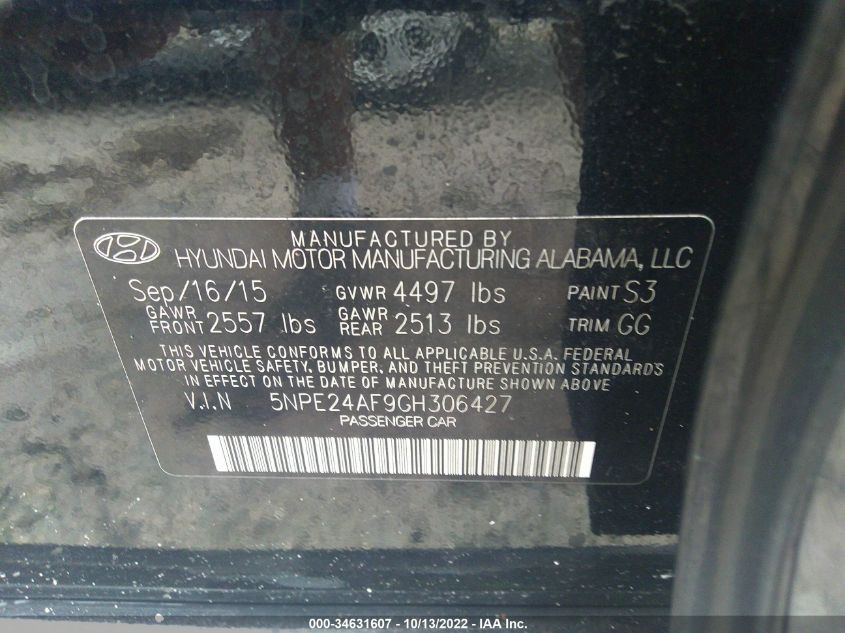 MANUFACTURED BY
HYUNDAI MOTOR MANUFACTURING ALABAMA, LLC
Sep/16/15 GVWR 4497 lbs PAINT S3
GAWR FRONT 2557 lbs GAWR REAR 2513 lbs TRIM GG
THIS VEHICLE CONFORMS TO ALL APPLICABLE U.S.A. FEDERAL
MOTOR VEHICLE SAFETY, BUMPER, AND THEFT PREVENTION STANDARDS
IN EFFECT ON THE DATE OF MANUFACTURE SHOWN ABOVE
V.I.N 5NPE24AF9GH306427
PASSENGER CAR
000-34631607 - 10/13/2022 - IAA Inc.